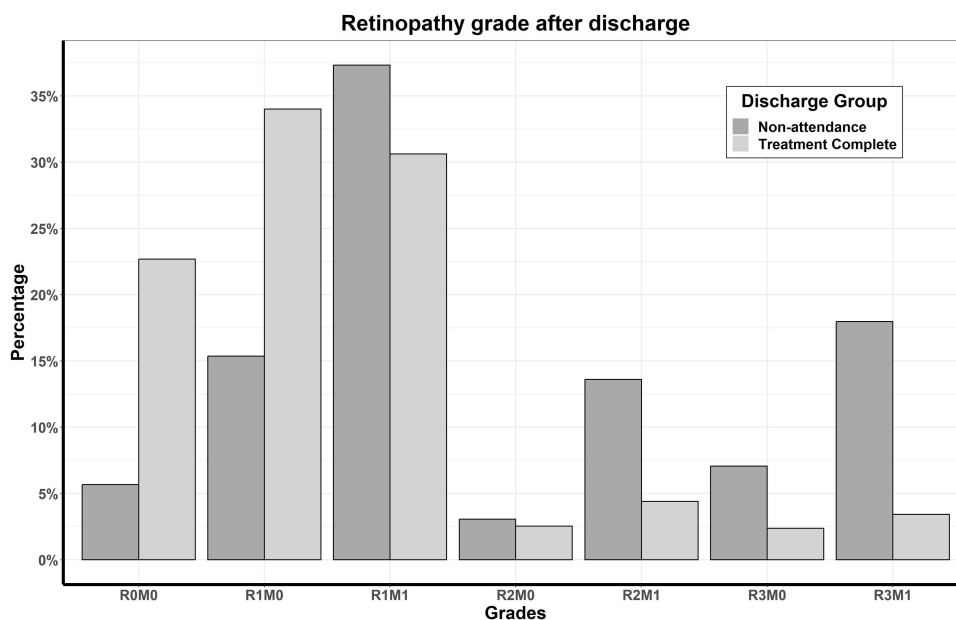 Retinopathy grade after discharge
Discharge Group
Non-attendance
Treatment Complete
Percentage
35%
30%
25%
20%
15%
10%
5%
0%
R0M0 R1M0 R1M1 R2M0 R2M1 R3M0 R3M1
Grades